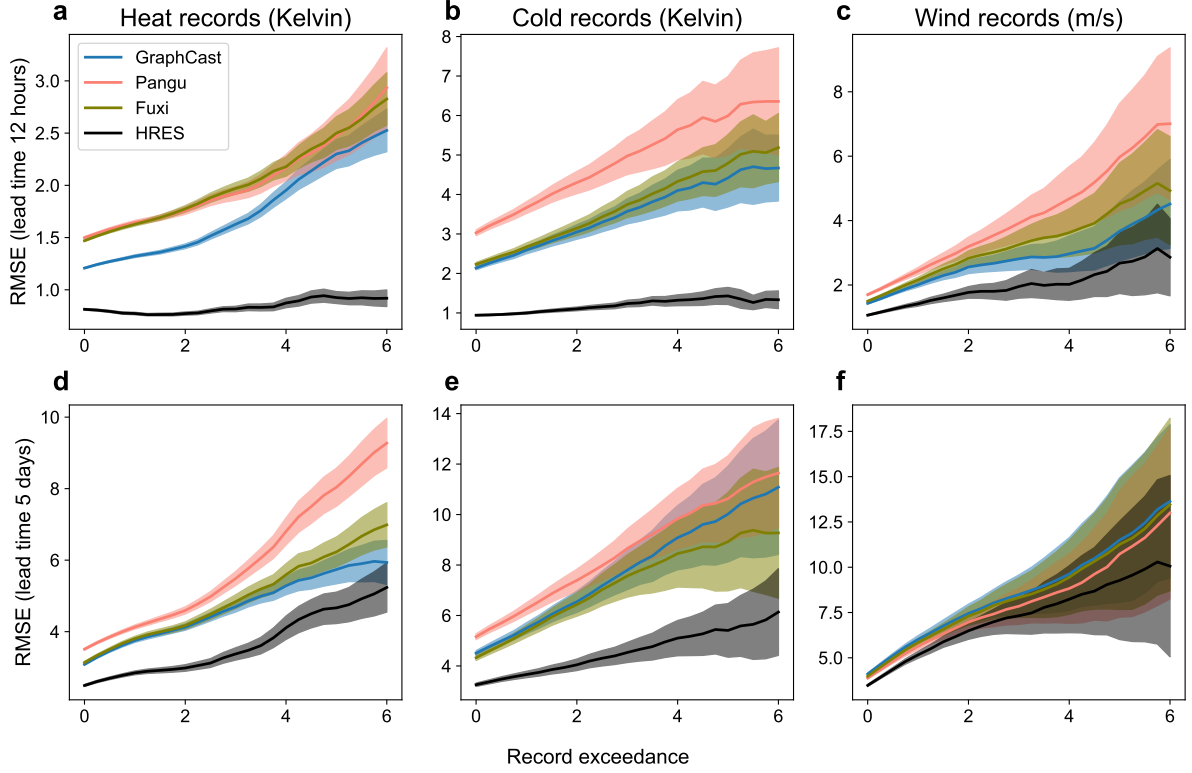 a Heat records (Kelvin)
b Cold records (Kelvin)
c Wind records (m/s)
RMSE (lead time 12 hours)
3.0
2.5
2.0
1.5
1.0
GraphCast
Pangu
Fuxi
HRES
0 2 4 6
8
7
6
5
4
3
2
1
0 2 4 6
8
6
4
2
0 2 4 6
d
e
f
RMSE (lead time 5 days)
10
8
6
4
0 2 4 6
14
12
10
8
6
4
0 2 4 6
17.5
15.0
12.5
10.0
7.5
5.0
0 2 4 6
Record exceedance